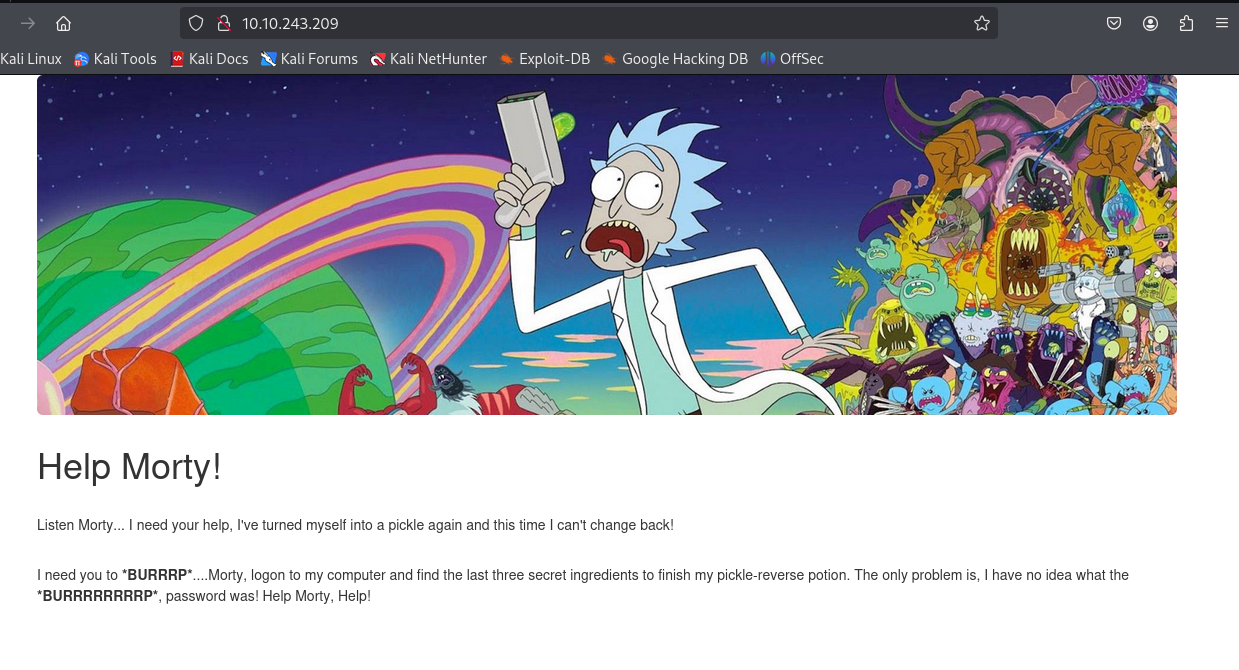 10.10.243.209
Kali Linux Kali Tools Kali Docs Kali Forums Kali NetHunter Exploit-DB Google Hacking DB OffSec
Help Morty!
Listen Morty... I need your help, I've turned myself into a pickle again and this time I can't change back!
I need you to *BURRRP*....Morty, logon to my computer and find the last three secret ingredients to finish my pickle-reverse potion. The only problem is, I have no idea what the
*BURRRRRRRRP*, password was! Help Morty, Help!